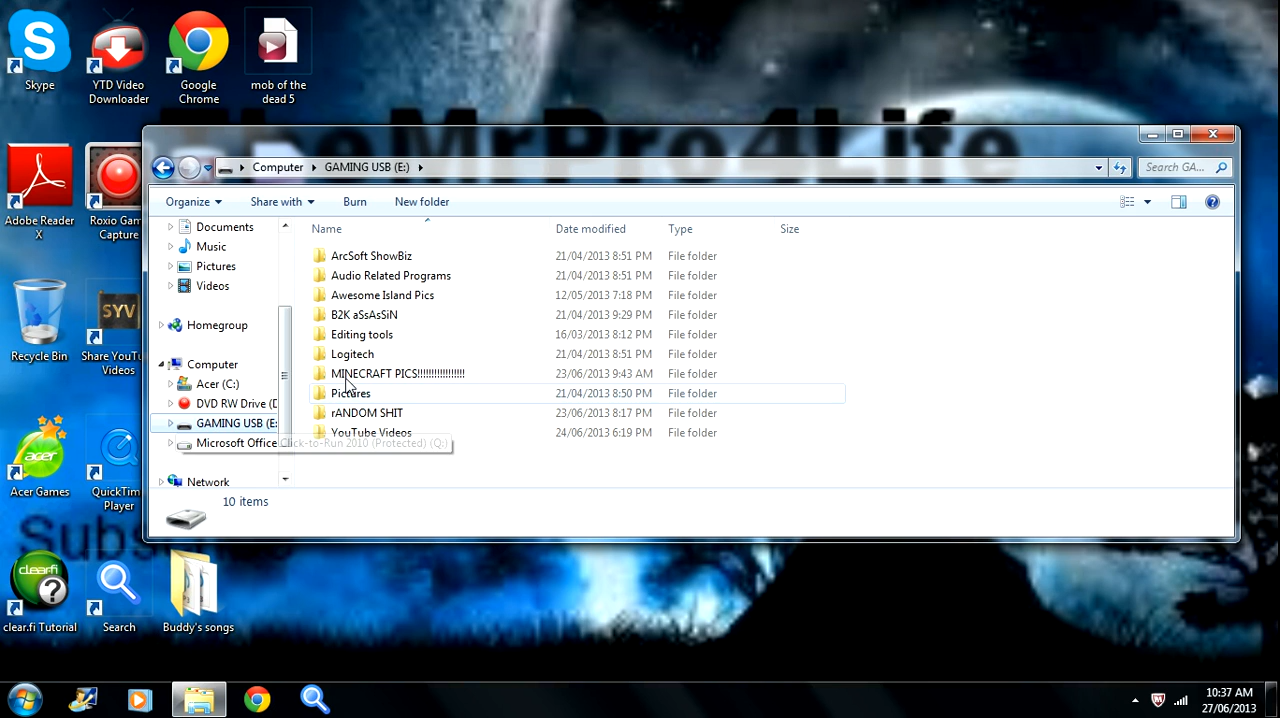 Skype
YTD Video
Downloader
Google
Chrome
mob of the
dead 5
TheMrPro4Life
Adobe Reader
X
Roxio Gam
Capture
Recycle Bin
SYV
Share YouTu
Videos
acer
Acer Games
QuickTim
Player
Subs
clear.fi
clear.fi Tutorial
Search
Buddy's songs
Computer
GAMING USB (E:)
Search GA...
Organize
Share with
Burn
New folder
Documents
Music
Pictures
Videos
Homegroup
Computer
Acer (C:)
DVD RW Drive (D
GAMING USB (E:
Microsoft Office Click-to-Run 2010 (Protected) (Q:)
Network
Name Date modified Type Size
ArcSoft ShowBiz 21/04/2013 8:51 PM File folder
Audio Related Programs 21/04/2013 8:51 PM File folder
Awesome Island Pics 12/05/2013 7:18 PM File folder
B2K aSsAsSiN 21/04/2013 9:29 PM File folder
Editing tools 16/03/2013 8:12 PM File folder
Logitech 21/04/2013 8:51 PM File folder
MINECRAFT PICS!!!!!!!!!!!!!!!!! 23/06/2013 9:43 AM File folder
Pictures 21/04/2013 8:50 PM File folder
rANDOM SHIT 23/06/2013 8:17 PM File folder
YouTube Videos 24/06/2013 6:19 PM File folder
10 items
10:37 AM
27/06/2013